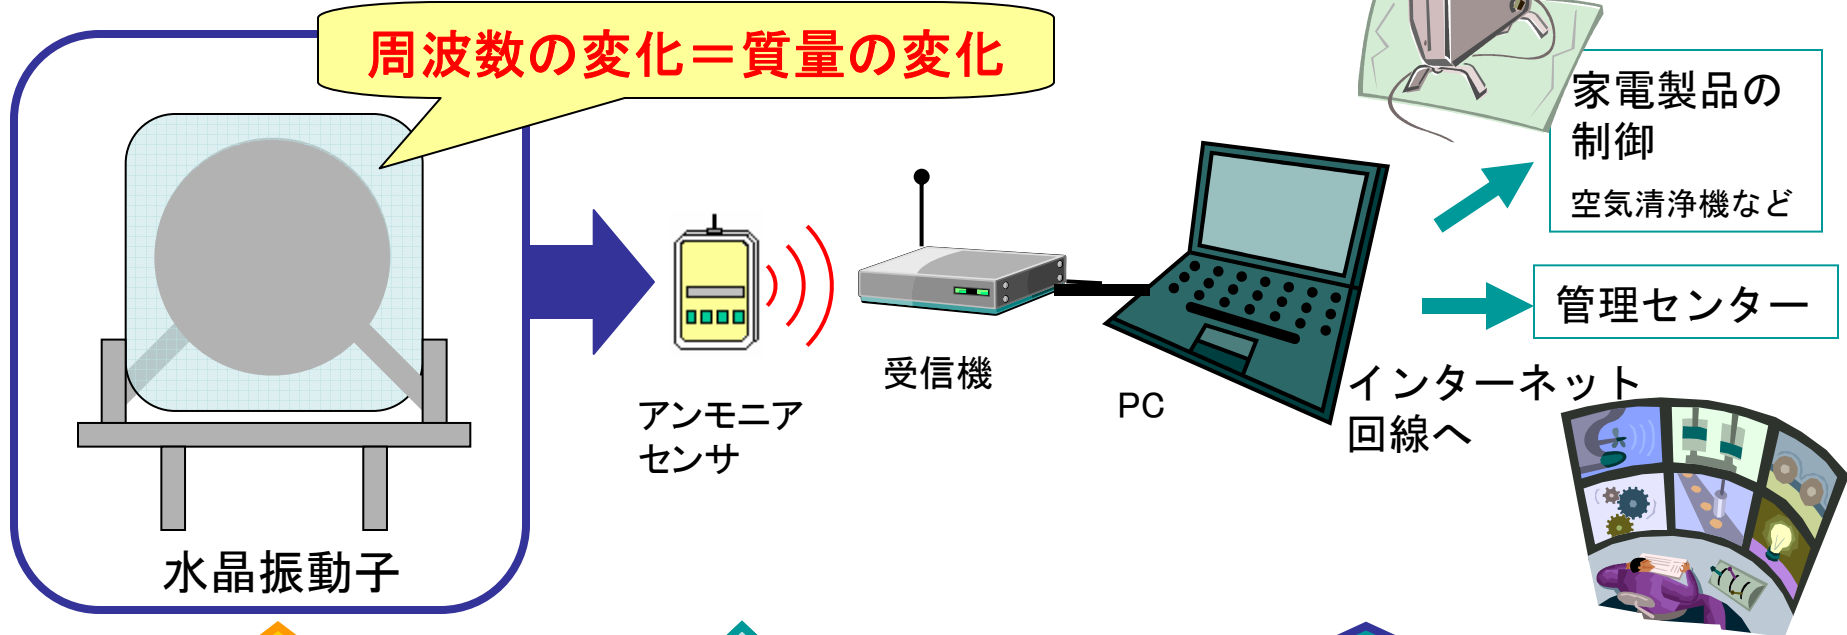 周波数の変化＝質量の変化
水晶振動子
アンモニア
センサ
受信機
PC
インターネット
回線へ
家電製品の
制御
空気清浄機など
管理センター